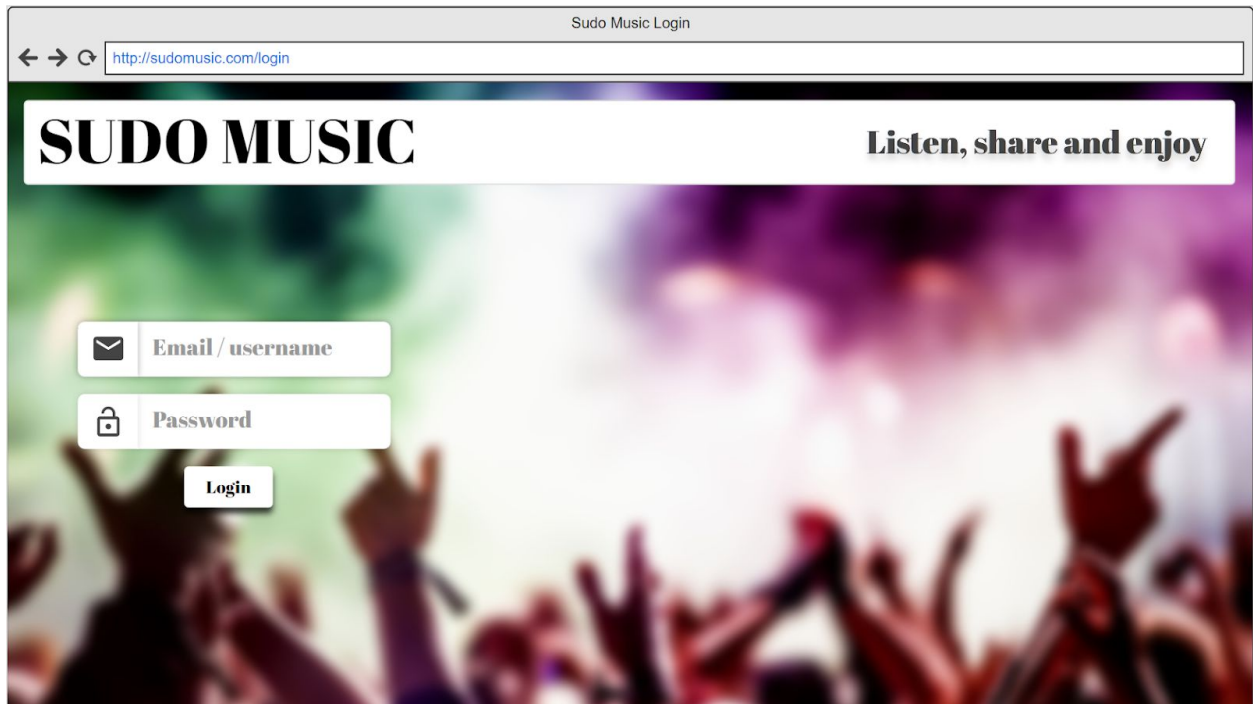 Sudo Music Login
http://sudomusic.com/login
SUDO MUSIC
Listen, share and enjoy
Email / username
Password
Login